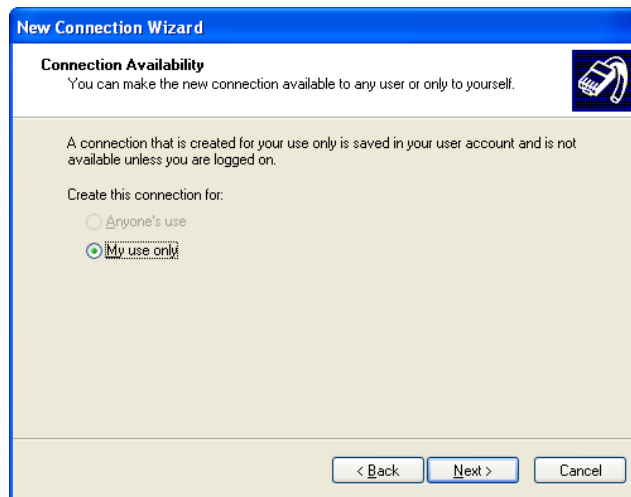 New Connection Wizard
Connection Availability
You can make the new connection available to any user or only to yourself.
A connection that is created for your use only is saved in your user account and is not
available unless you are logged on.
Create this connection for:
Anyone's use
My use only
< Back Next > Cancel